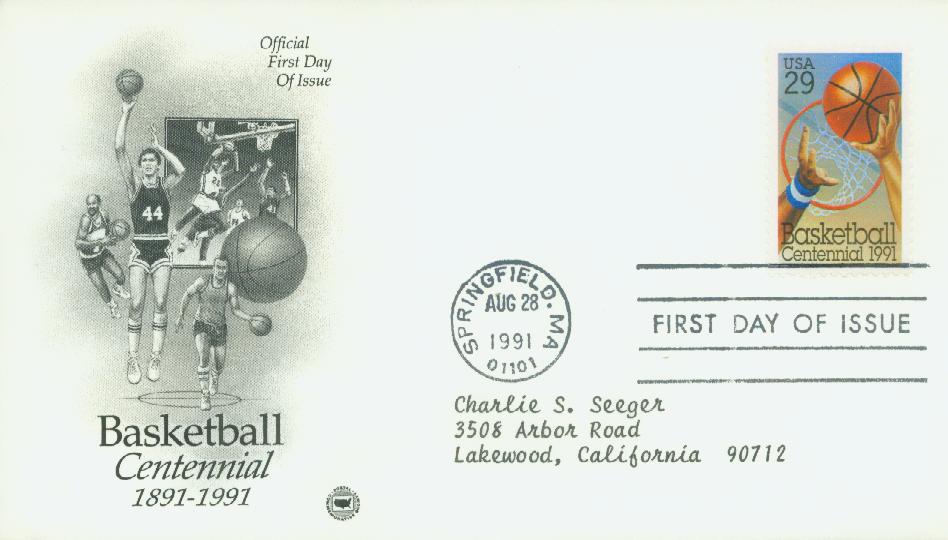 Official
First Day
Of Issue
44
USA
29
Basketball
Centennial 1991
SPRINGFIELD. MA
AUG 28
1991
01101
FIRST DAY OF ISSUE
Charlie S. Seeger
3508 Arbor Road
Lakewood, California 90712
Basketball
Centennial
1891-1991